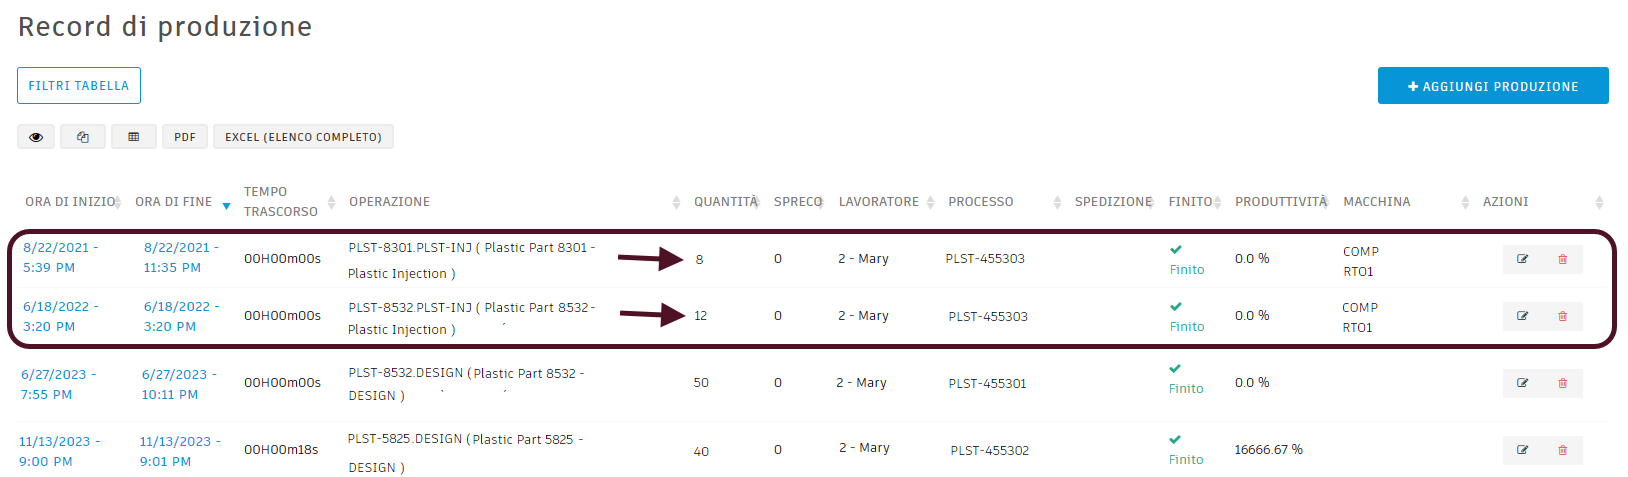 Record di produzione
FILTRI TABELLA
+ AGGIUNGI PRODUZIONE
PDF
EXCEL (ELENCO COMPLETO)
ORA DI INIZIO ORA DI FINE TEMPO TRASCORSO OPERAZIONE QUANTITÀ SPRECO LAVORATORE PROCESSO SPEDIZIONE FINITO PRODUTTIVITÀ MACCHINA AZIONI
8/22/2021 - 8/22/2021 - PLST-8301.PLST-INJ ( Plastic Part 8301 - COMP
5:39 PM 11:35 PM 00H00m00s Plastic Injection ) 8 0 2 - Mary PLST-455303 Finito 0.0 % RTO1
6/18/2022 - 6/18/2022 - PLST-8532.PLST-INJ ( Plastic Part 8532- COMP
3:20 PM 3:20 PM 00H00m00s Plastic Injection ) 12 0 2 - Mary PLST-455303 Finito 0.0 % RTO1
6/27/2023 - 6/27/2023 - PLST-8532.DESIGN ( Plastic Part 8532 -
7:55 PM 10:11 PM 00H00m00s DESIGN ) 50 0 2 - Mary PLST-455301 Finito 0.0 %
11/13/2023 - 11/13/2023 - PLST-5825.DESIGN ( Plastic Part 5825 -
9:00 PM 9:01 PM 00H00m18s DESIGN ) 40 0 2 - Mary PLST-455302 Finito 16666.67 %